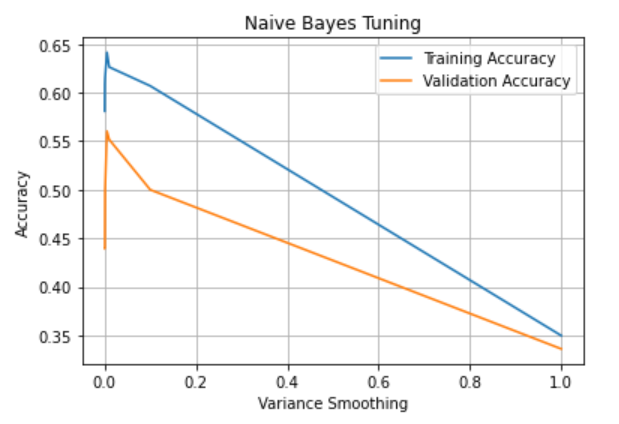 Naive Bayes Tuning
Training Accuracy
Validation Accuracy
0.65
0.60
0.55
0.50
0.45
0.40
0.35
Accuracy
0.0 0.2 0.4 0.6 0.8 1.0
Variance Smoothing